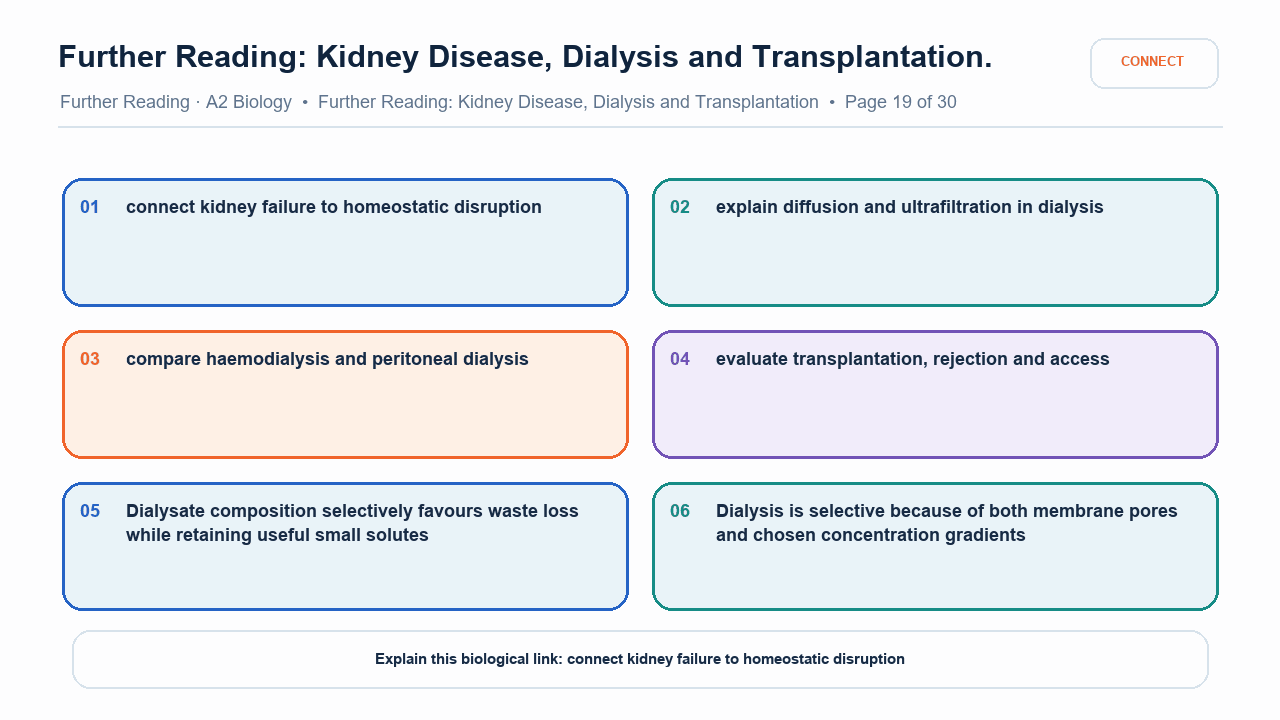 Further Reading: Kidney Disease, Dialysis and Transplantation.
CONNECT
Further Reading · A2 Biology • Further Reading: Kidney Disease, Dialysis and Transplantation • Page 19 of 30
01 connect kidney failure to homeostatic disruption
02 explain diffusion and ultrafiltration in dialysis
03 compare haemodialysis and peritoneal dialysis
04 evaluate transplantation, rejection and access
05 Dialysate composition selectively favours waste loss
while retaining useful small solutes
06 Dialysis is selective because of both membrane pores
and chosen concentration gradients
Explain this biological link: connect kidney failure to homeostatic disruption